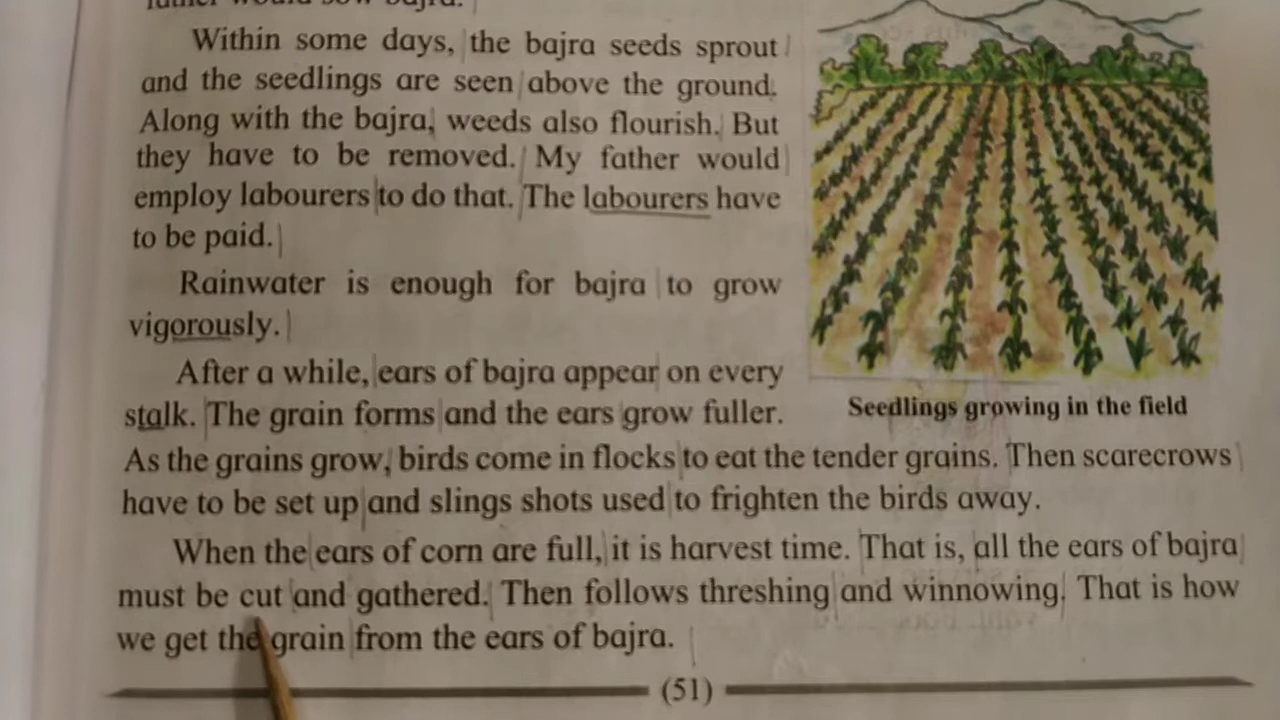 father would sow bajra.
Within some days, the bajra seeds sprout
and the seedlings are seen above the ground.
Along with the bajra, weeds also flourish. But
they have to be removed. My father would
employ labourers to do that. The labourers have
to be paid.
Rainwater is enough for bajra to grow
vigorously.
After a while, ears of bajra appear on every
stalk. The grain forms and the ears grow fuller.
Seedlings growing in the field
As the grains grow, birds come in flocks to eat the tender grains. Then scarecrows
have to be set up and slings shots used to frighten the birds away.
When the ears of corn are full, it is harvest time. That is, all the ears of bajra
must be cut and gathered. Then follows threshing and winnowing. That is how
we get the grain from the ears of bajra.
(51)